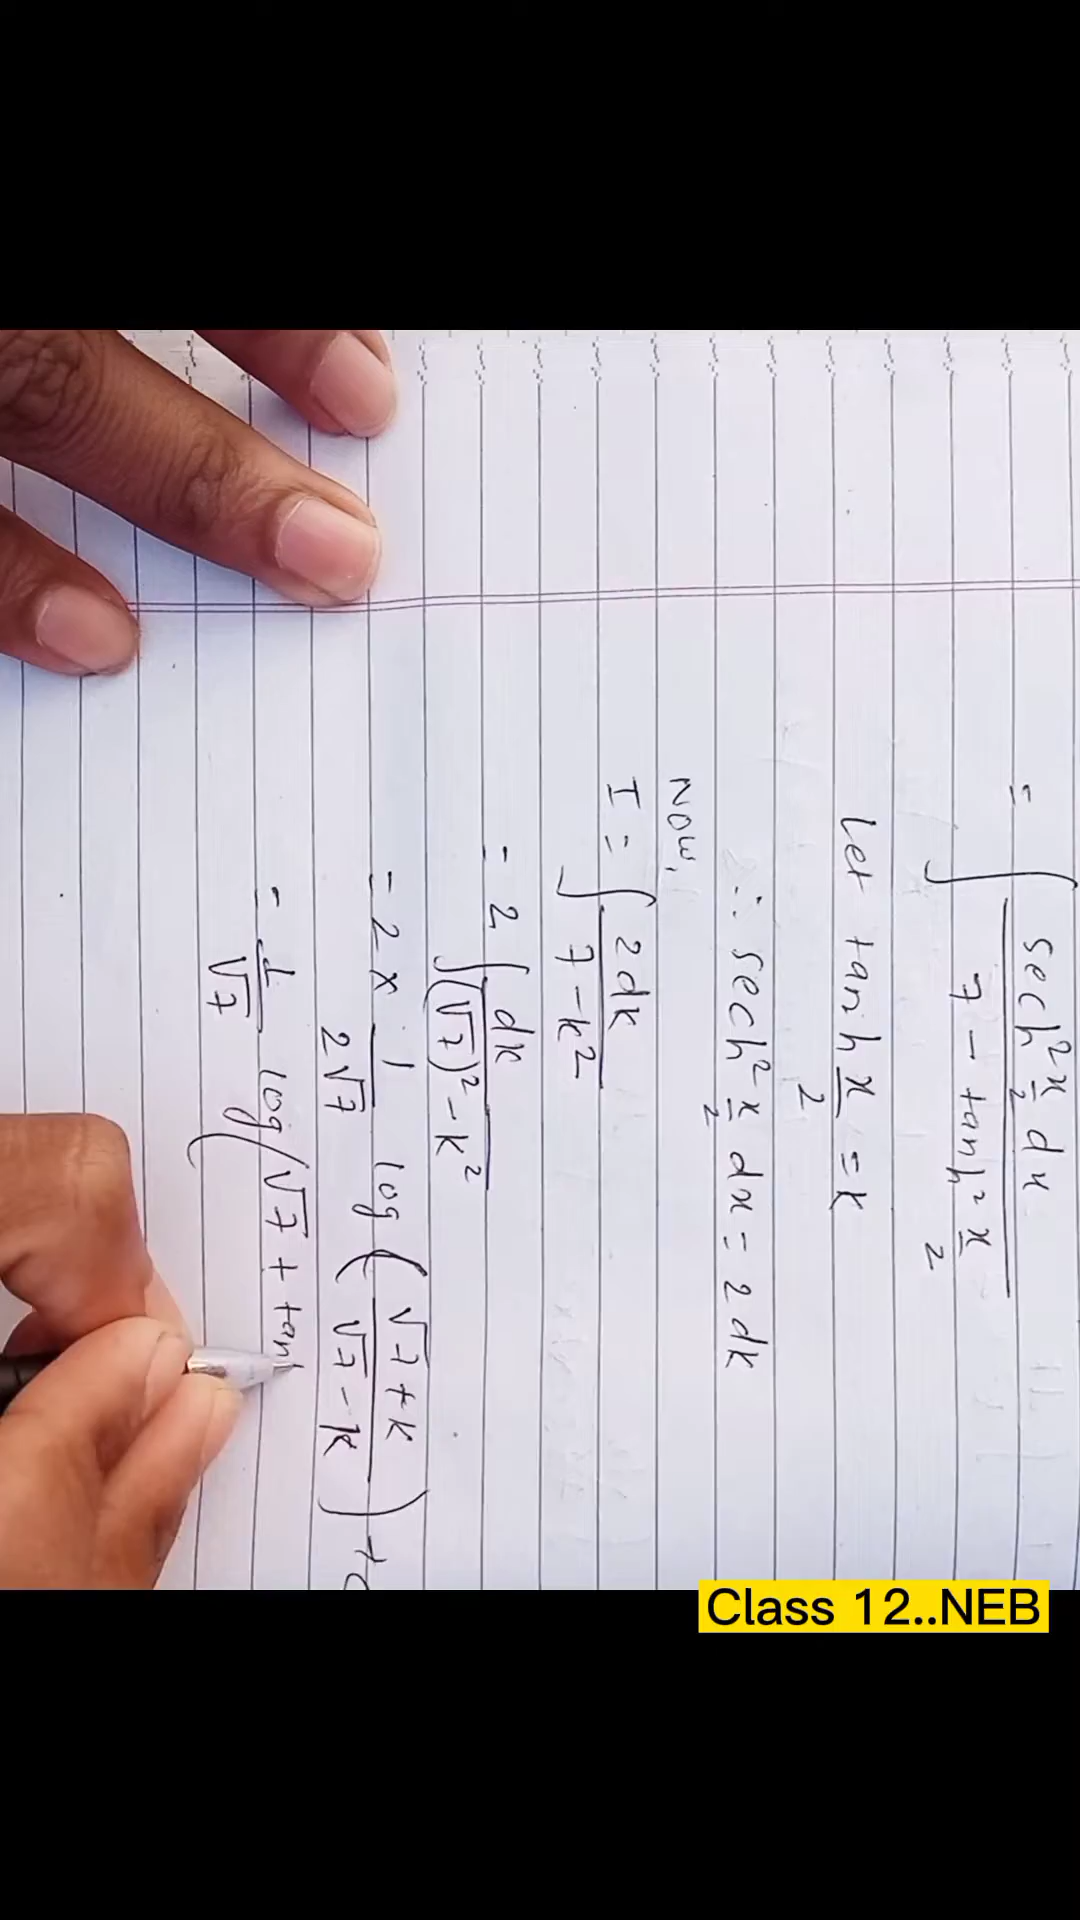 = ∫ sech² x/2 dx / 7 - tanh² x/2
Let tanh x/2 = k
∴ sech² x/2 dx = 2dk
Now,
I = ∫ 2dk / 7 - k²
= 2 ∫ dk / (√7)² - k²
= 2 × 1 / 2√7 log ( √7 + k / √7 - k ) + c
= 1 / √7 log ( √7 + tanh
Class 12..NEB